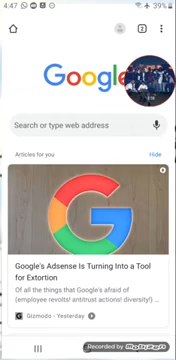 4:47
39%
2
Google
Search or type web address
Articles for you
Hide
G
Google's Adsense Is Turning Into a Tool
for Extortion
Of all the things that Google's afraid of
(employee revolts! antitrust actions! diversity!) ...
G
Gizmodo - Yesterday
Recorded by